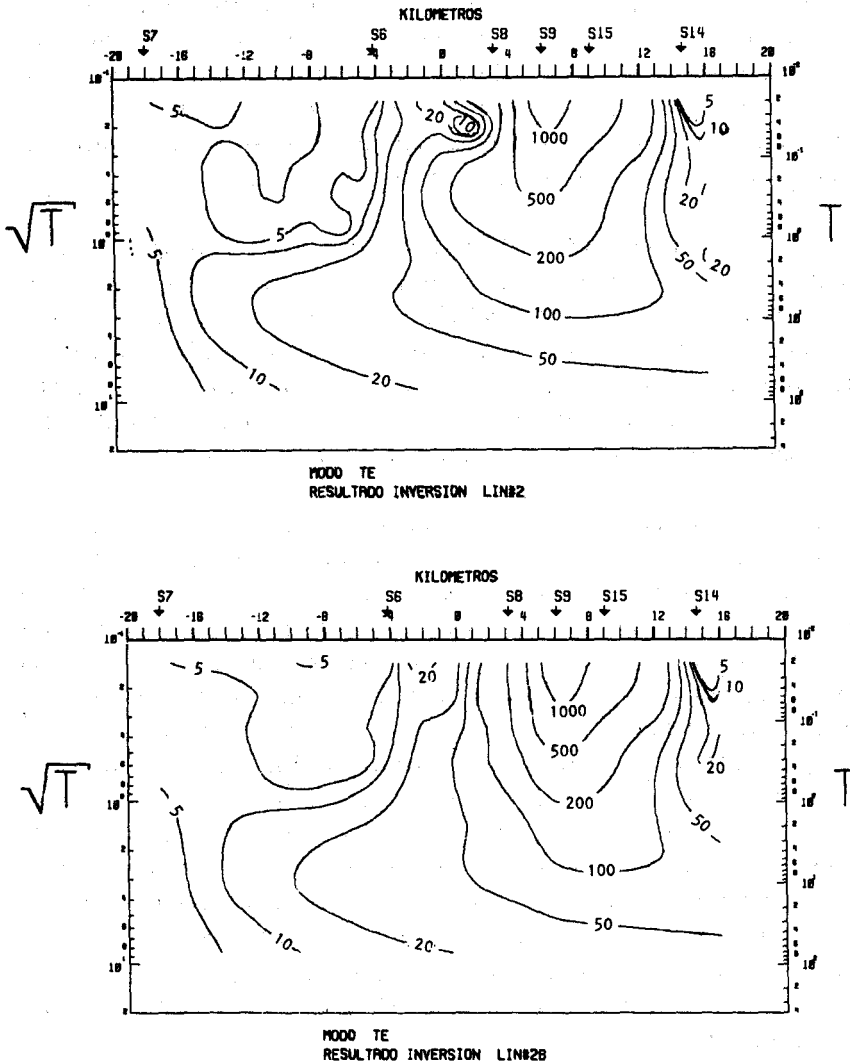 KILOMETROS
S7 S6 S8 S9 S15 S14
-20 -16 -12 -8 -4 0 4 8 12 16 20
5 20 10 1000 5 10
500 20
√T 5 T
5 200 50 20
100
50
10 20
MODO TE
RESULTADO INVERSION LIN#2
KILOMETROS
S7 S6 S8 S9 S15 S14
-20 -16 -12 -8 -4 0 4 8 12 16 20
5 5 20 5
1000 10
500 20
√T 5 200 50 T
100
50
10 20
MODO TE
RESULTADO INVERSION LIN#2B